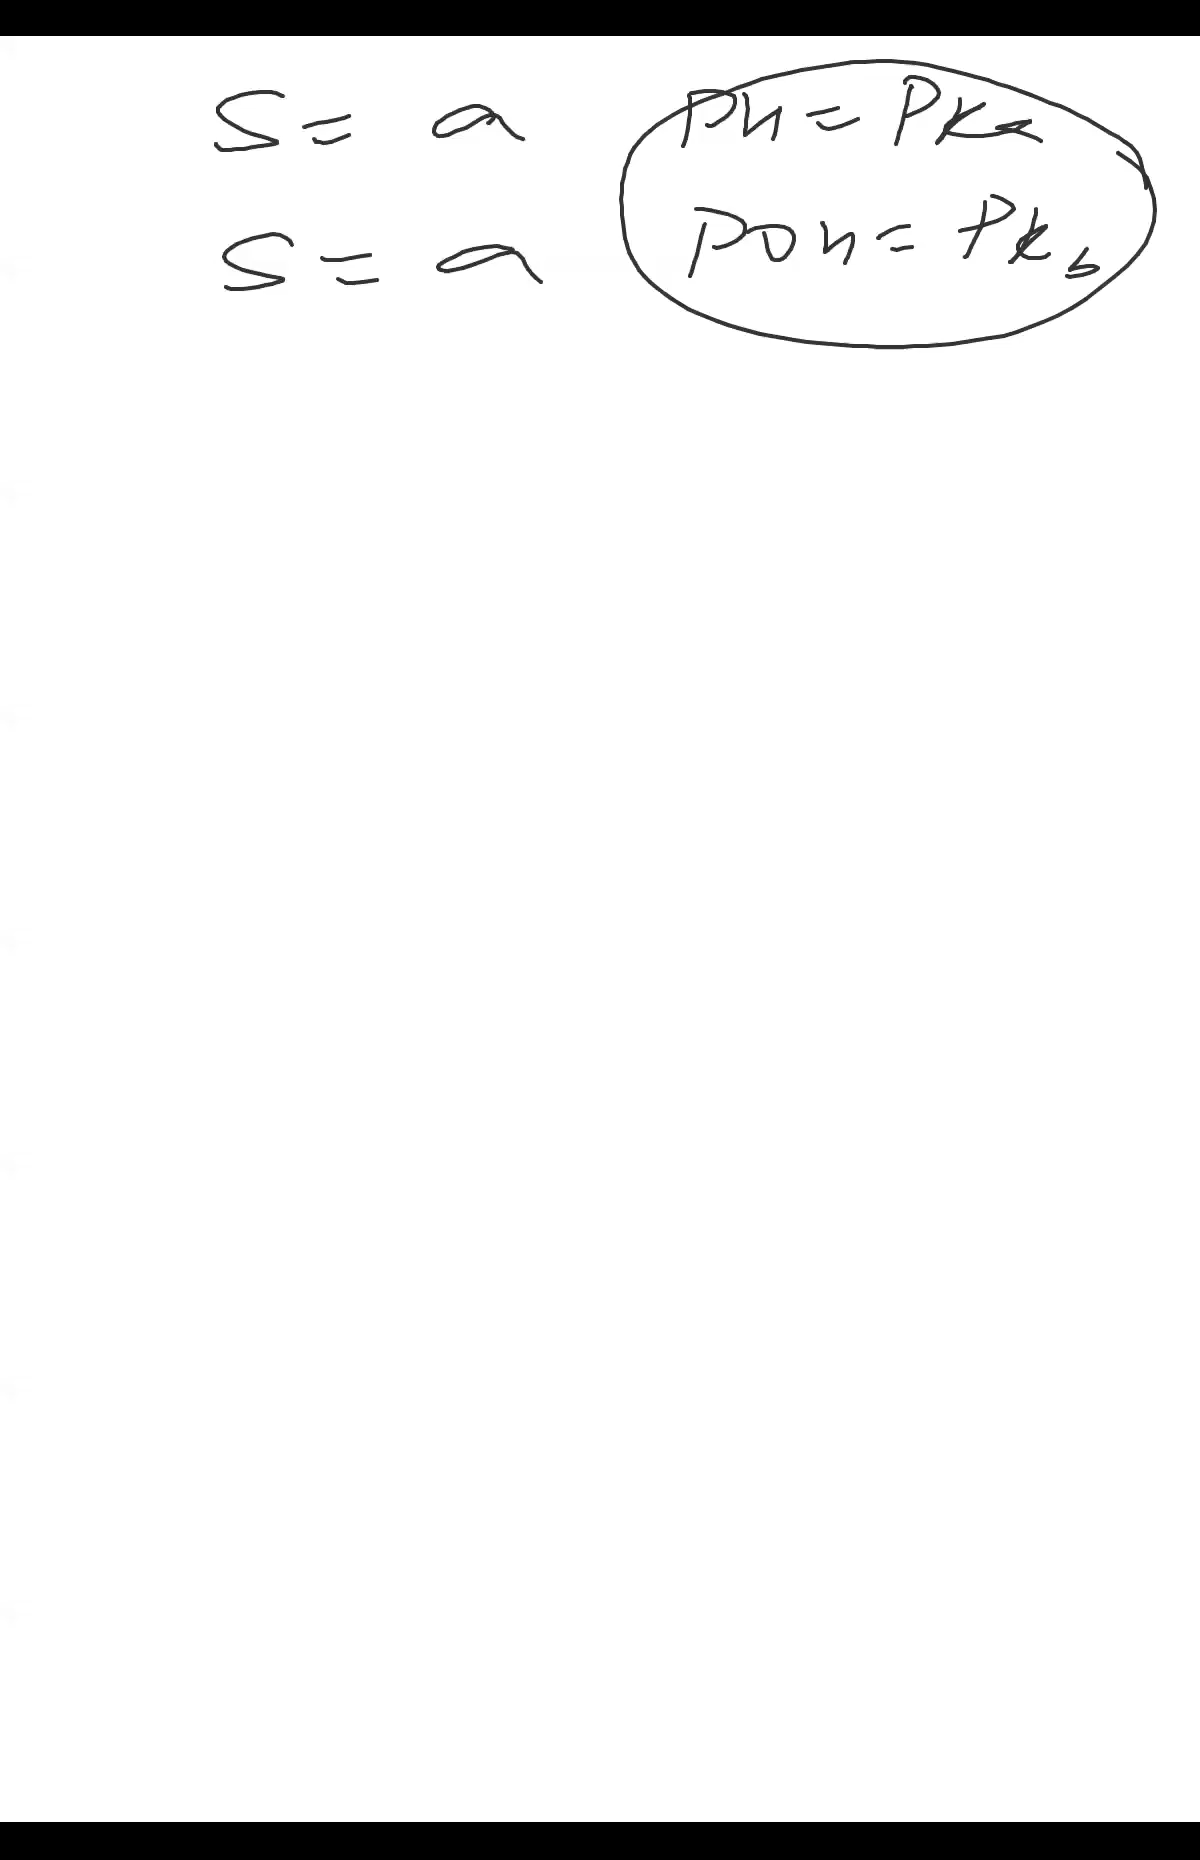 S = a PH = Pka
S = a POH = Pkb